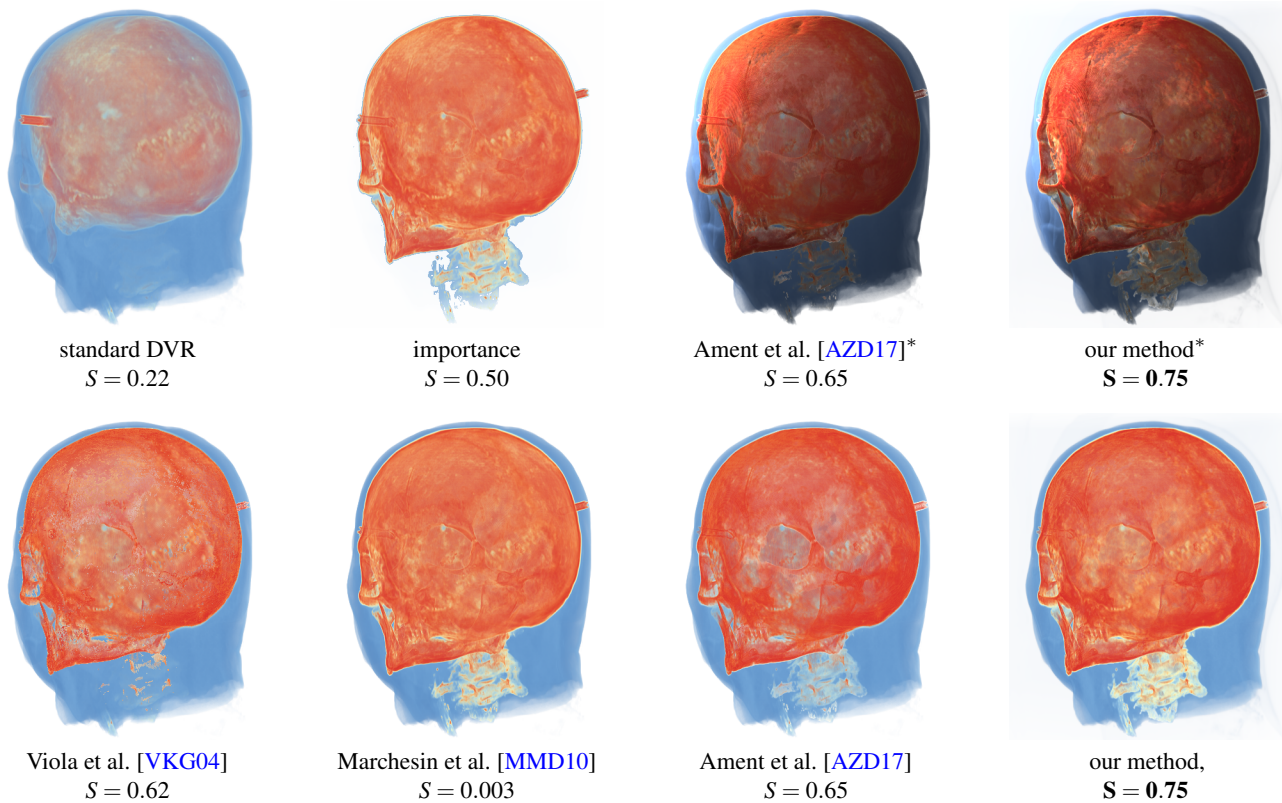 standard DVR
S = 0.22
importance
S = 0.50
Ament et al. [AZD17]*
S = 0.65
our method*
S = 0.75
Viola et al. [VKG04]
S = 0.62
Marchesin et al. [MMD10]
S = 0.003
Ament et al. [AZD17]
S = 0.65
our method,
S = 0.75